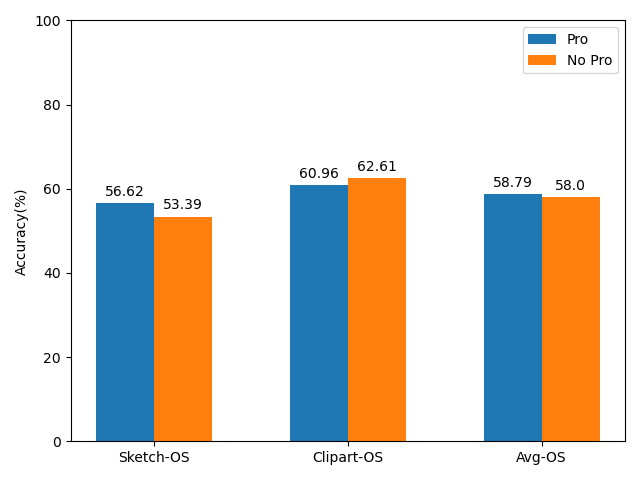 100
80
60
40
20
0
Accuracy(%)
Pro
No Pro
56.62
53.39
60.96
62.61
58.79
58.0
Sketch-OS
Clipart-OS
Avg-OS